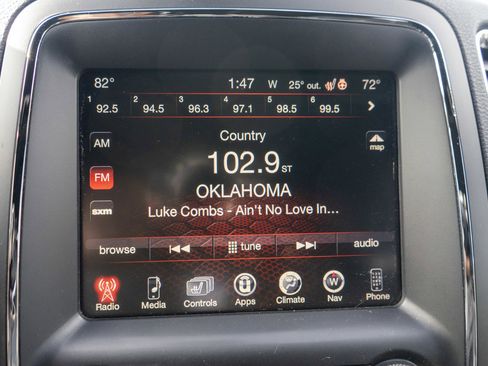 82° 1:47 W 25° out. 72°
1 92.5 2 94.5 3 96.3 4 97.1 5 98.5 6 99.5
Country
AM
102.9 ST
map
FM
OKLAHOMA
sxm
Luke Combs - Ain't No Love In...
browse tune audio
Radio Media Controls Apps Climate Nav Phone